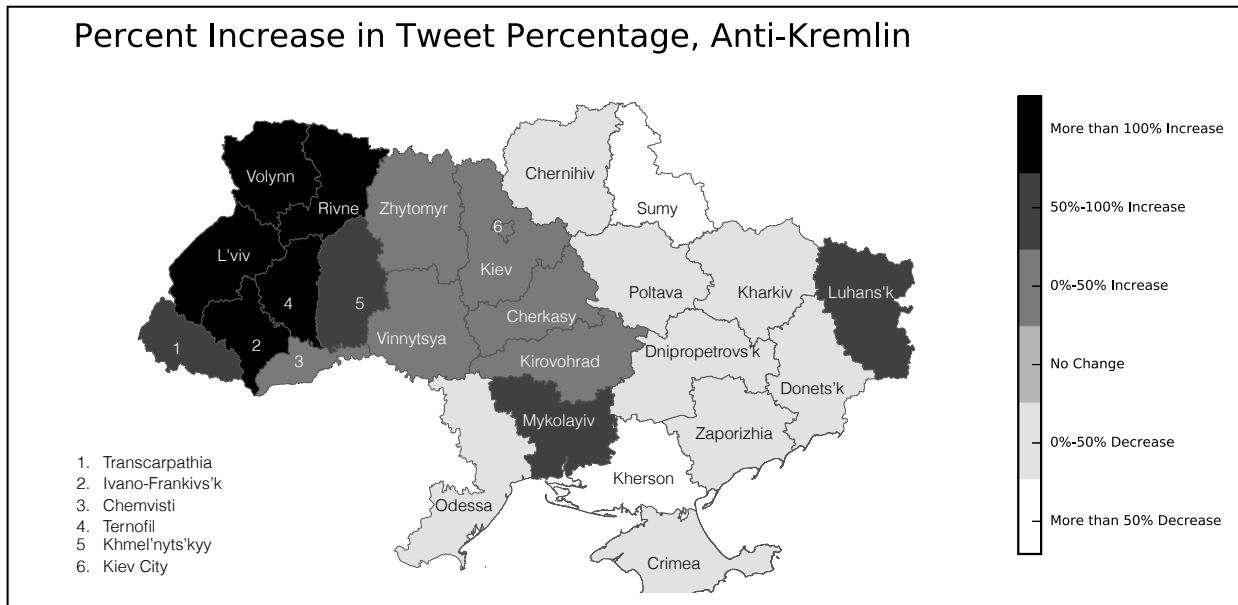 Percent Increase in Tweet Percentage, Anti-Kremlin
Volynn
Rivne
Zhytomyr
Chernihiv
Sumy
6
L'viv
Kiev
Poltava
Kharkiv
Luhans'k
4
5
Cherkasy
Vinnytsya
1
2
3
Kirovohrad
Dnipropetrovs'k
Donets'k
Mykolayiv
Zaporizhia
Kherson
Odessa
Crimea
More than 100% Increase
50%-100% Increase
0%-50% Increase
No Change
0%-50% Decrease
More than 50% Decrease
1. Transcarpathia
2. Ivano-Frankivs'k
3. Chemvisti
4. Ternofil
5 Khmel'nyts'kyy
6. Kiev City